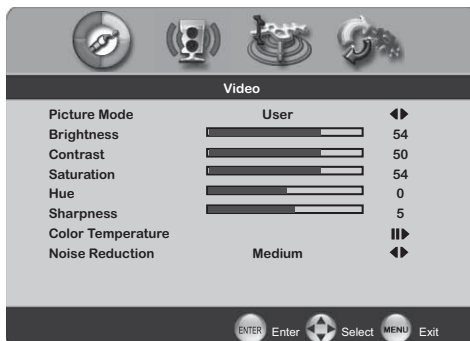 Video
Picture Mode User
Brightness 54
Contrast 50
Saturation 54
Hue 0
Sharpness 5
Color Temperature
Noise Reduction Medium
ENTER Enter Select MENU Exit